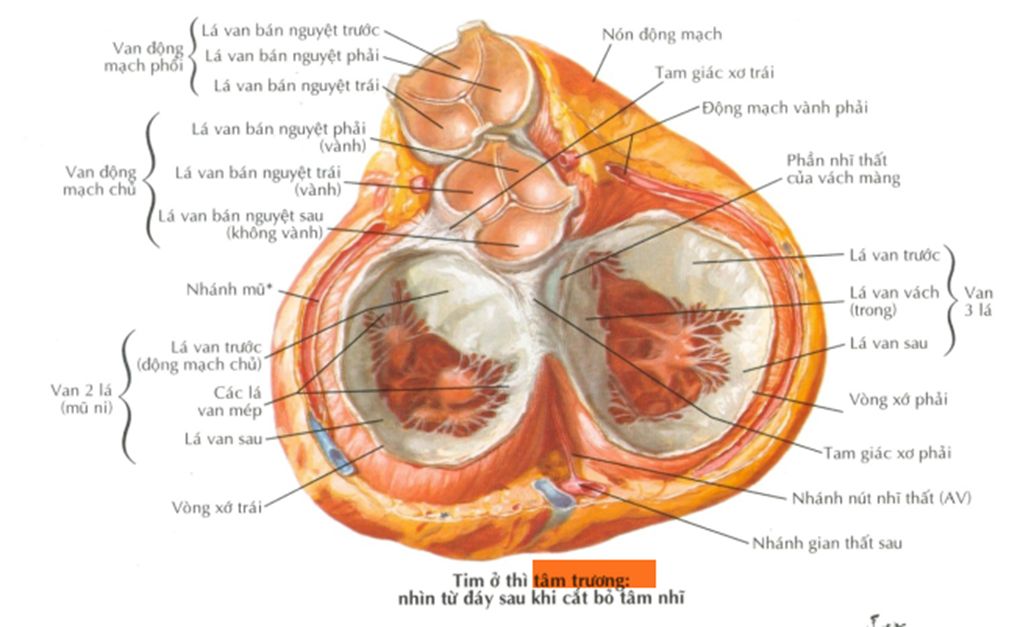 Van động
mạch phổi
Lá van bán nguyệt trước
Lá van bán nguyệt phải
Lá van bán nguyệt trái
Van động
mạch chủ
Lá van bán nguyệt phải
(vành)
Lá van bán nguyệt trái
(vành)
Lá van bán nguyệt sau
(không vành)
Nhánh mũ*
Van 2 lá
(mũ ni)
Lá van trước
(động mạch chủ)
Các lá
van mép
Lá van sau
Vòng xớ trái
Nón động mạch
Tam giác xơ trái
Động mạch vành phải
Phần nhĩ thất
của vách màng
Lá van trước
Lá van vách
(trong)
Lá van sau
Van
3 lá
Vòng xớ phải
Tam giác xơ phải
Nhánh nút nhĩ thất (AV)
Nhánh gian thất sau
Tim ở thì tâm trương:
nhìn từ đáy sau khi cắt bỏ tâm nhĩ